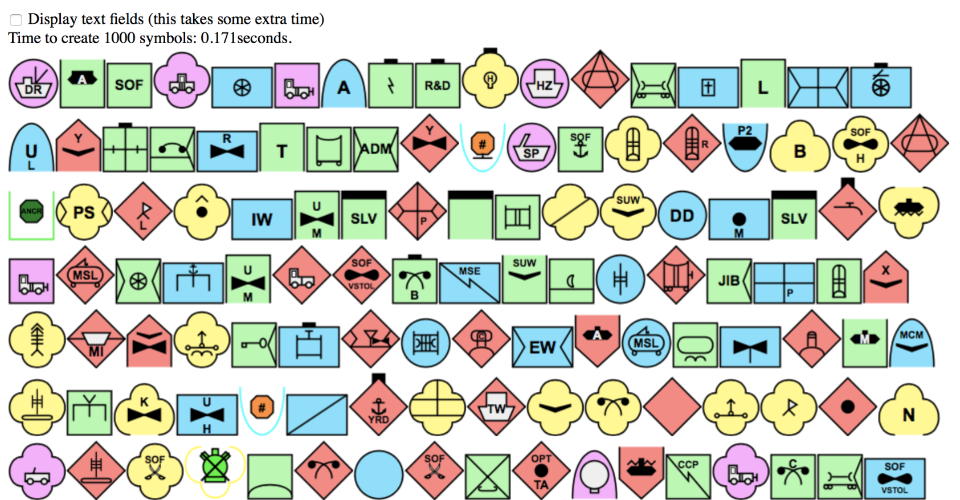 Display text fields (this takes some extra time)
Time to create 1000 symbols: 0.171seconds.
DR A SOF A R&D H HZ L
U L Y R T ADM Y # SP SOF R P2 B SOF H
ANCR PS L IW U M SLV P SUW DD M SLV
MSL U M SOF VSTOL B MSE SUW JIB P X
MI EW A MSL M MCM
K U H # YRD TW N
SOF SOF OPT TA CCP C SOF VSTOL